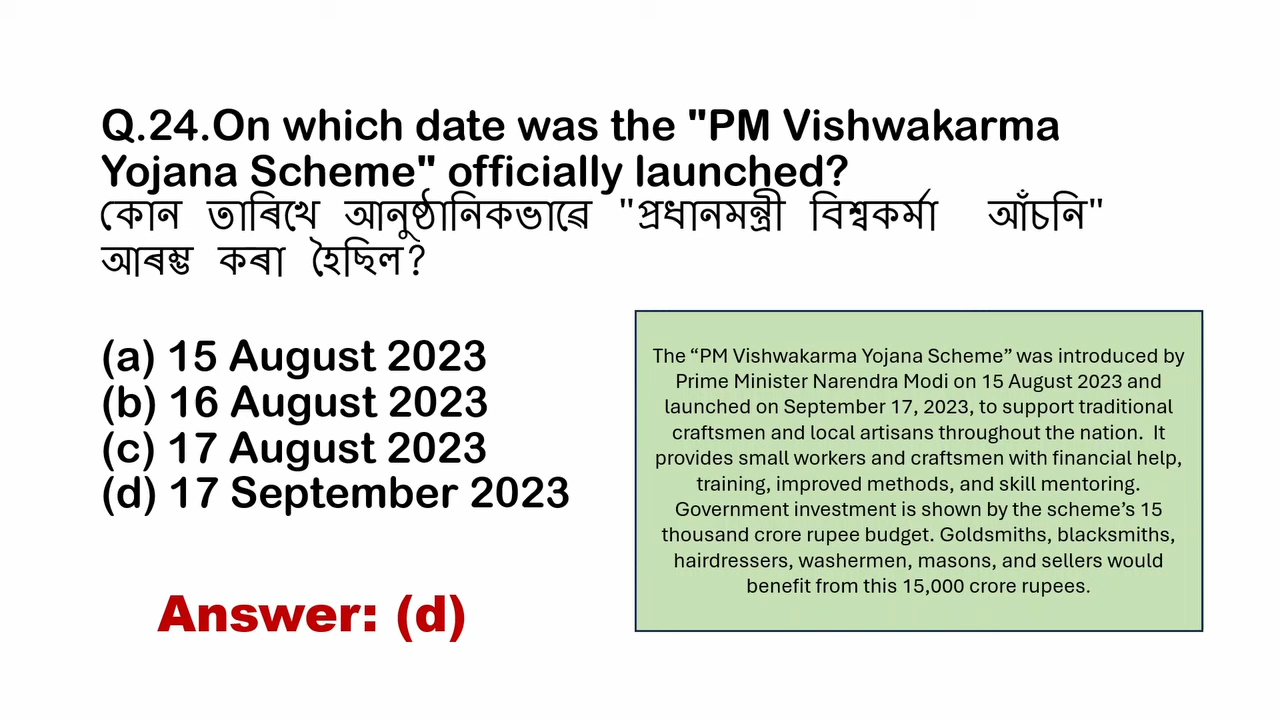 Q.24.On which date was the "PM Vishwakarma
Yojana Scheme" officially launched?
কোন তাৰিখে আনুষ্ঠানিকভাৱে "প্ৰধানমন্ত্ৰী বিশ্বকৰ্মা আঁচনি"
আৰম্ভ কৰা হৈছিল?
(a) 15 August 2023
(b) 16 August 2023
(c) 17 August 2023
(d) 17 September 2023
Answer: (d)
The “PM Vishwakarma Yojana Scheme” was introduced by
Prime Minister Narendra Modi on 15 August 2023 and
launched on September 17, 2023, to support traditional
craftsmen and local artisans throughout the nation. It
provides small workers and craftsmen with financial help,
training, improved methods, and skill mentoring.
Government investment is shown by the scheme’s 15
thousand crore rupee budget. Goldsmiths, blacksmiths,
hairdressers, washermen, masons, and sellers would
benefit from this 15,000 crore rupees.